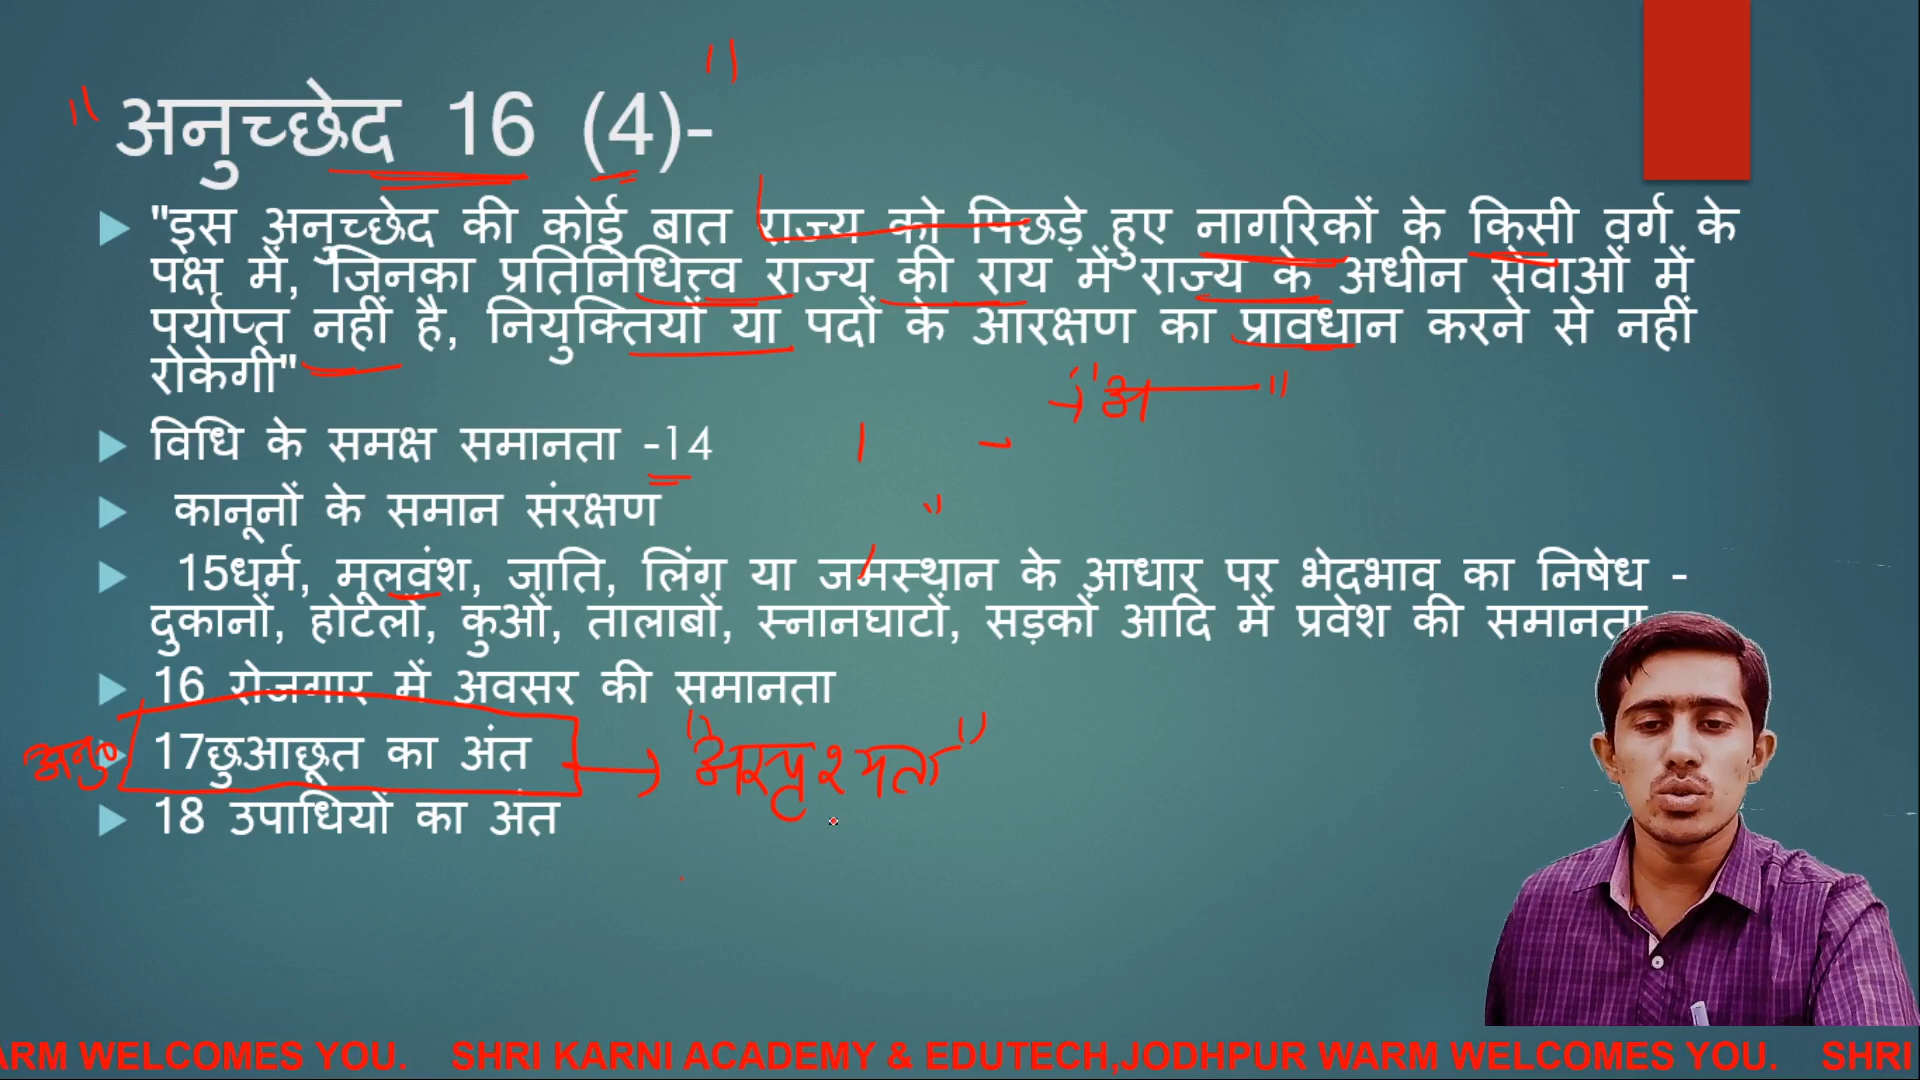 अनुच्छेद 16 (4)-
"इस अनुच्छेद की कोई बात राज्य को पिछड़े हुए नागरिकों के किसी वर्ग के
पक्ष में, जिनका प्रतिनिधित्त्व राज्य की राय में राज्य के अधीन सेवाओं में
पर्याप्त नहीं है, नियुक्तियों या पदों के आरक्षण का प्रावधान करने से नहीं
रोकेगी"
"अ "
विधि के समक्ष समानता -14
कानूनों के समान संरक्षण
15धर्म, मूलवंश, जाति, लिंग या जमस्थान के आधार पर भेदभाव का निषेध -
दुकानों, होटलों, कुओं, तालाबों, स्नानघाटों, सड़कों आदि में प्रवेश की समानता
16 रोजगार में अवसर की समानता
अनु० 17छुआछूत का अंत → "अस्पृश्यता"
18 उपाधियों का अंत
ARM WELCOMES YOU. SHRI KARNI ACADEMY & EDUTECH,JODHPUR WARM WELCOMES YOU. SHRI